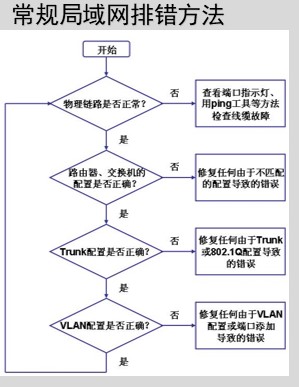 常规局域网排错方法
开始
物理链路是否正常?
否
查看端口指示灯、
用ping工具等方法
检查线缆故障
是
路由器、交换机的
配置是否正确?
否
修复任何由于不匹配
的配置导致的错误
是
Trunk配置是否正确?
否
修复任何由于Trunk
或802.1Q配置导致
的错误
是
VLAN配置是否正确?
否
修复任何由于VLAN
配置或端口添加
导致的错误
是